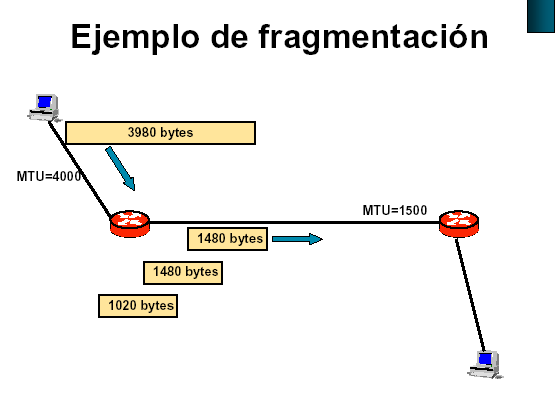 Ejemplo de fragmentación
3980 bytes
MTU=4000
MTU=1500
1480 bytes
1480 bytes
1020 bytes